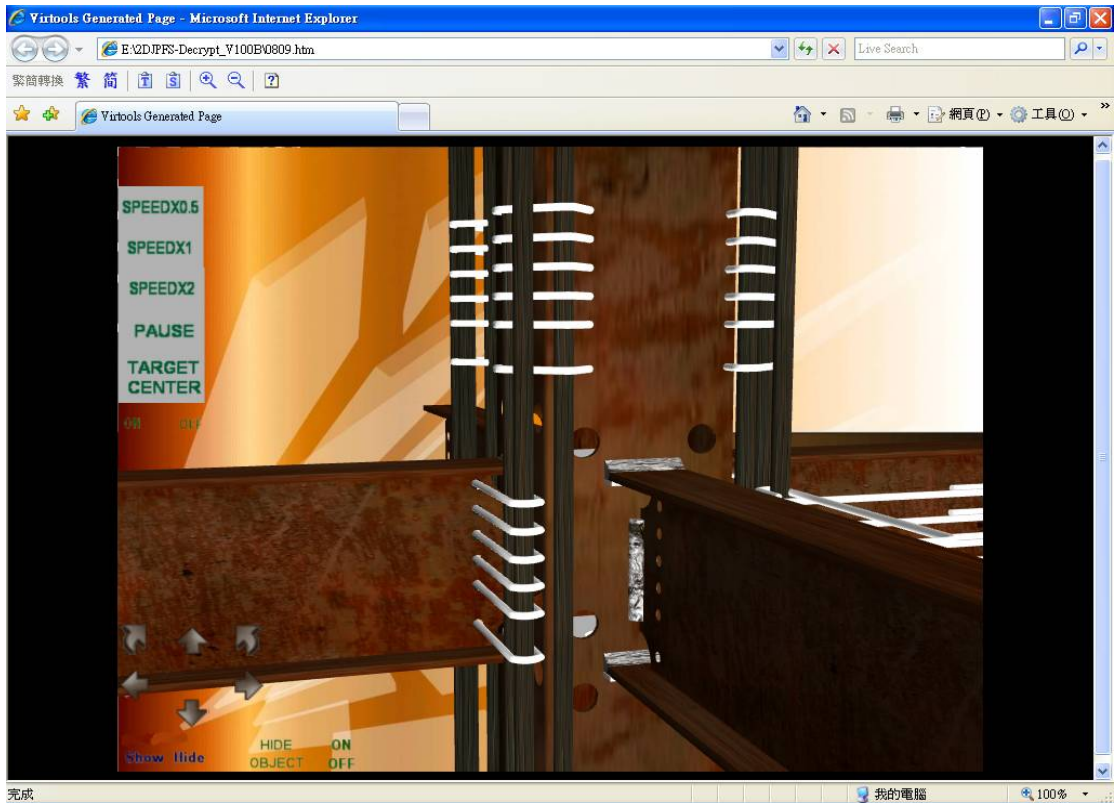 Virtools Generated Page - Microsoft Internet Explorer
E:\2DJPFS-Decrypt_V100B\0809.htm
Live Search
繁簡轉換 繁 简
Virtools Generated Page
網頁(P)
工具(O)
SPEEDX0.5
SPEEDX1
SPEEDX2
PAUSE
TARGET
CENTER
ON OFF
Show Hide
HIDE ON
OBJECT OFF
完成
我的電腦
100%